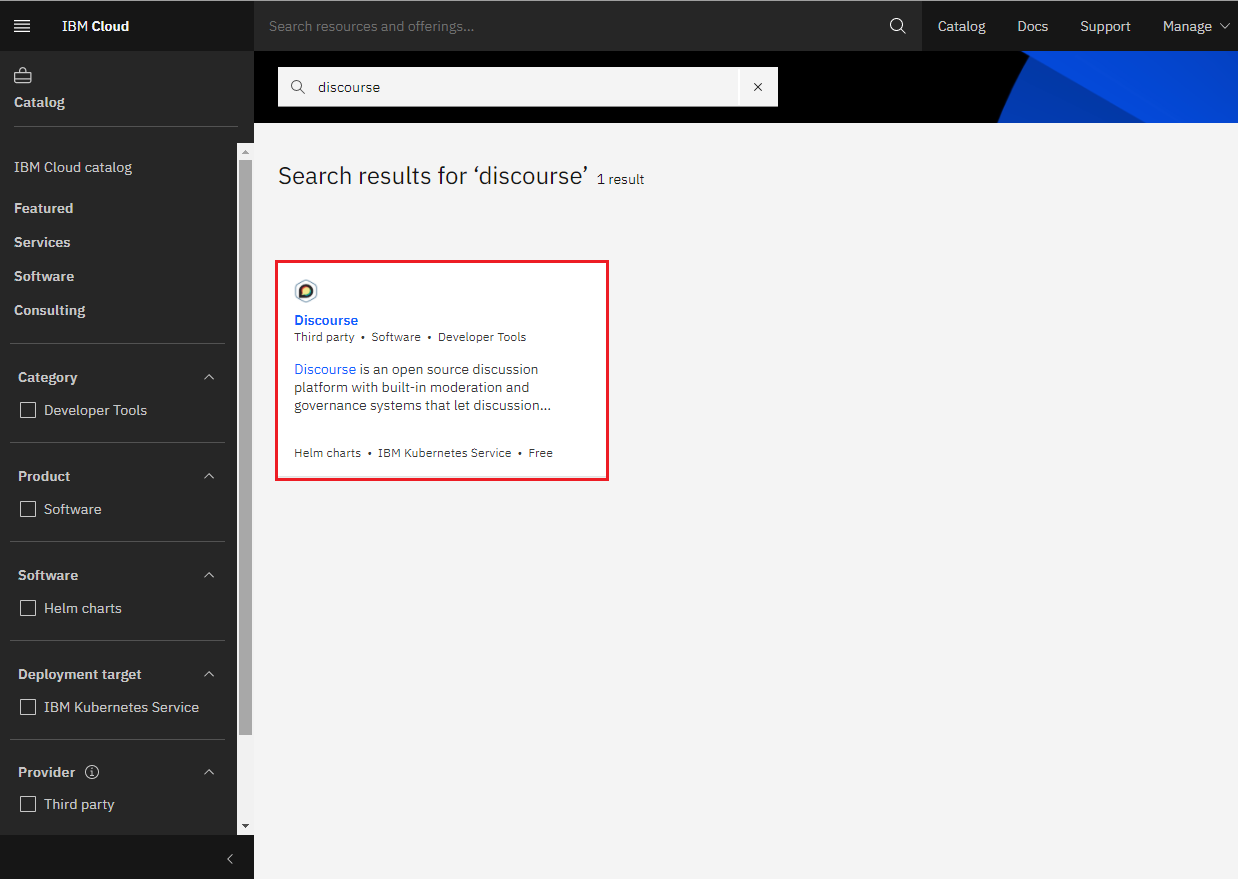 IBM Cloud
Search resources and offerings...
Catalog
Docs
Support
Manage
Catalog
IBM Cloud catalog
Featured
Services
Software
Consulting
Category
Developer Tools
Product
Software
Software
Helm charts
Deployment target
IBM Kubernetes Service
Provider
Third party
discourse
Search results for ‘discourse’ 1 result
Discourse
Third party • Software • Developer Tools
Discourse is an open source discussion
platform with built-in moderation and
governance systems that let discussion...
Helm charts • IBM Kubernetes Service • Free